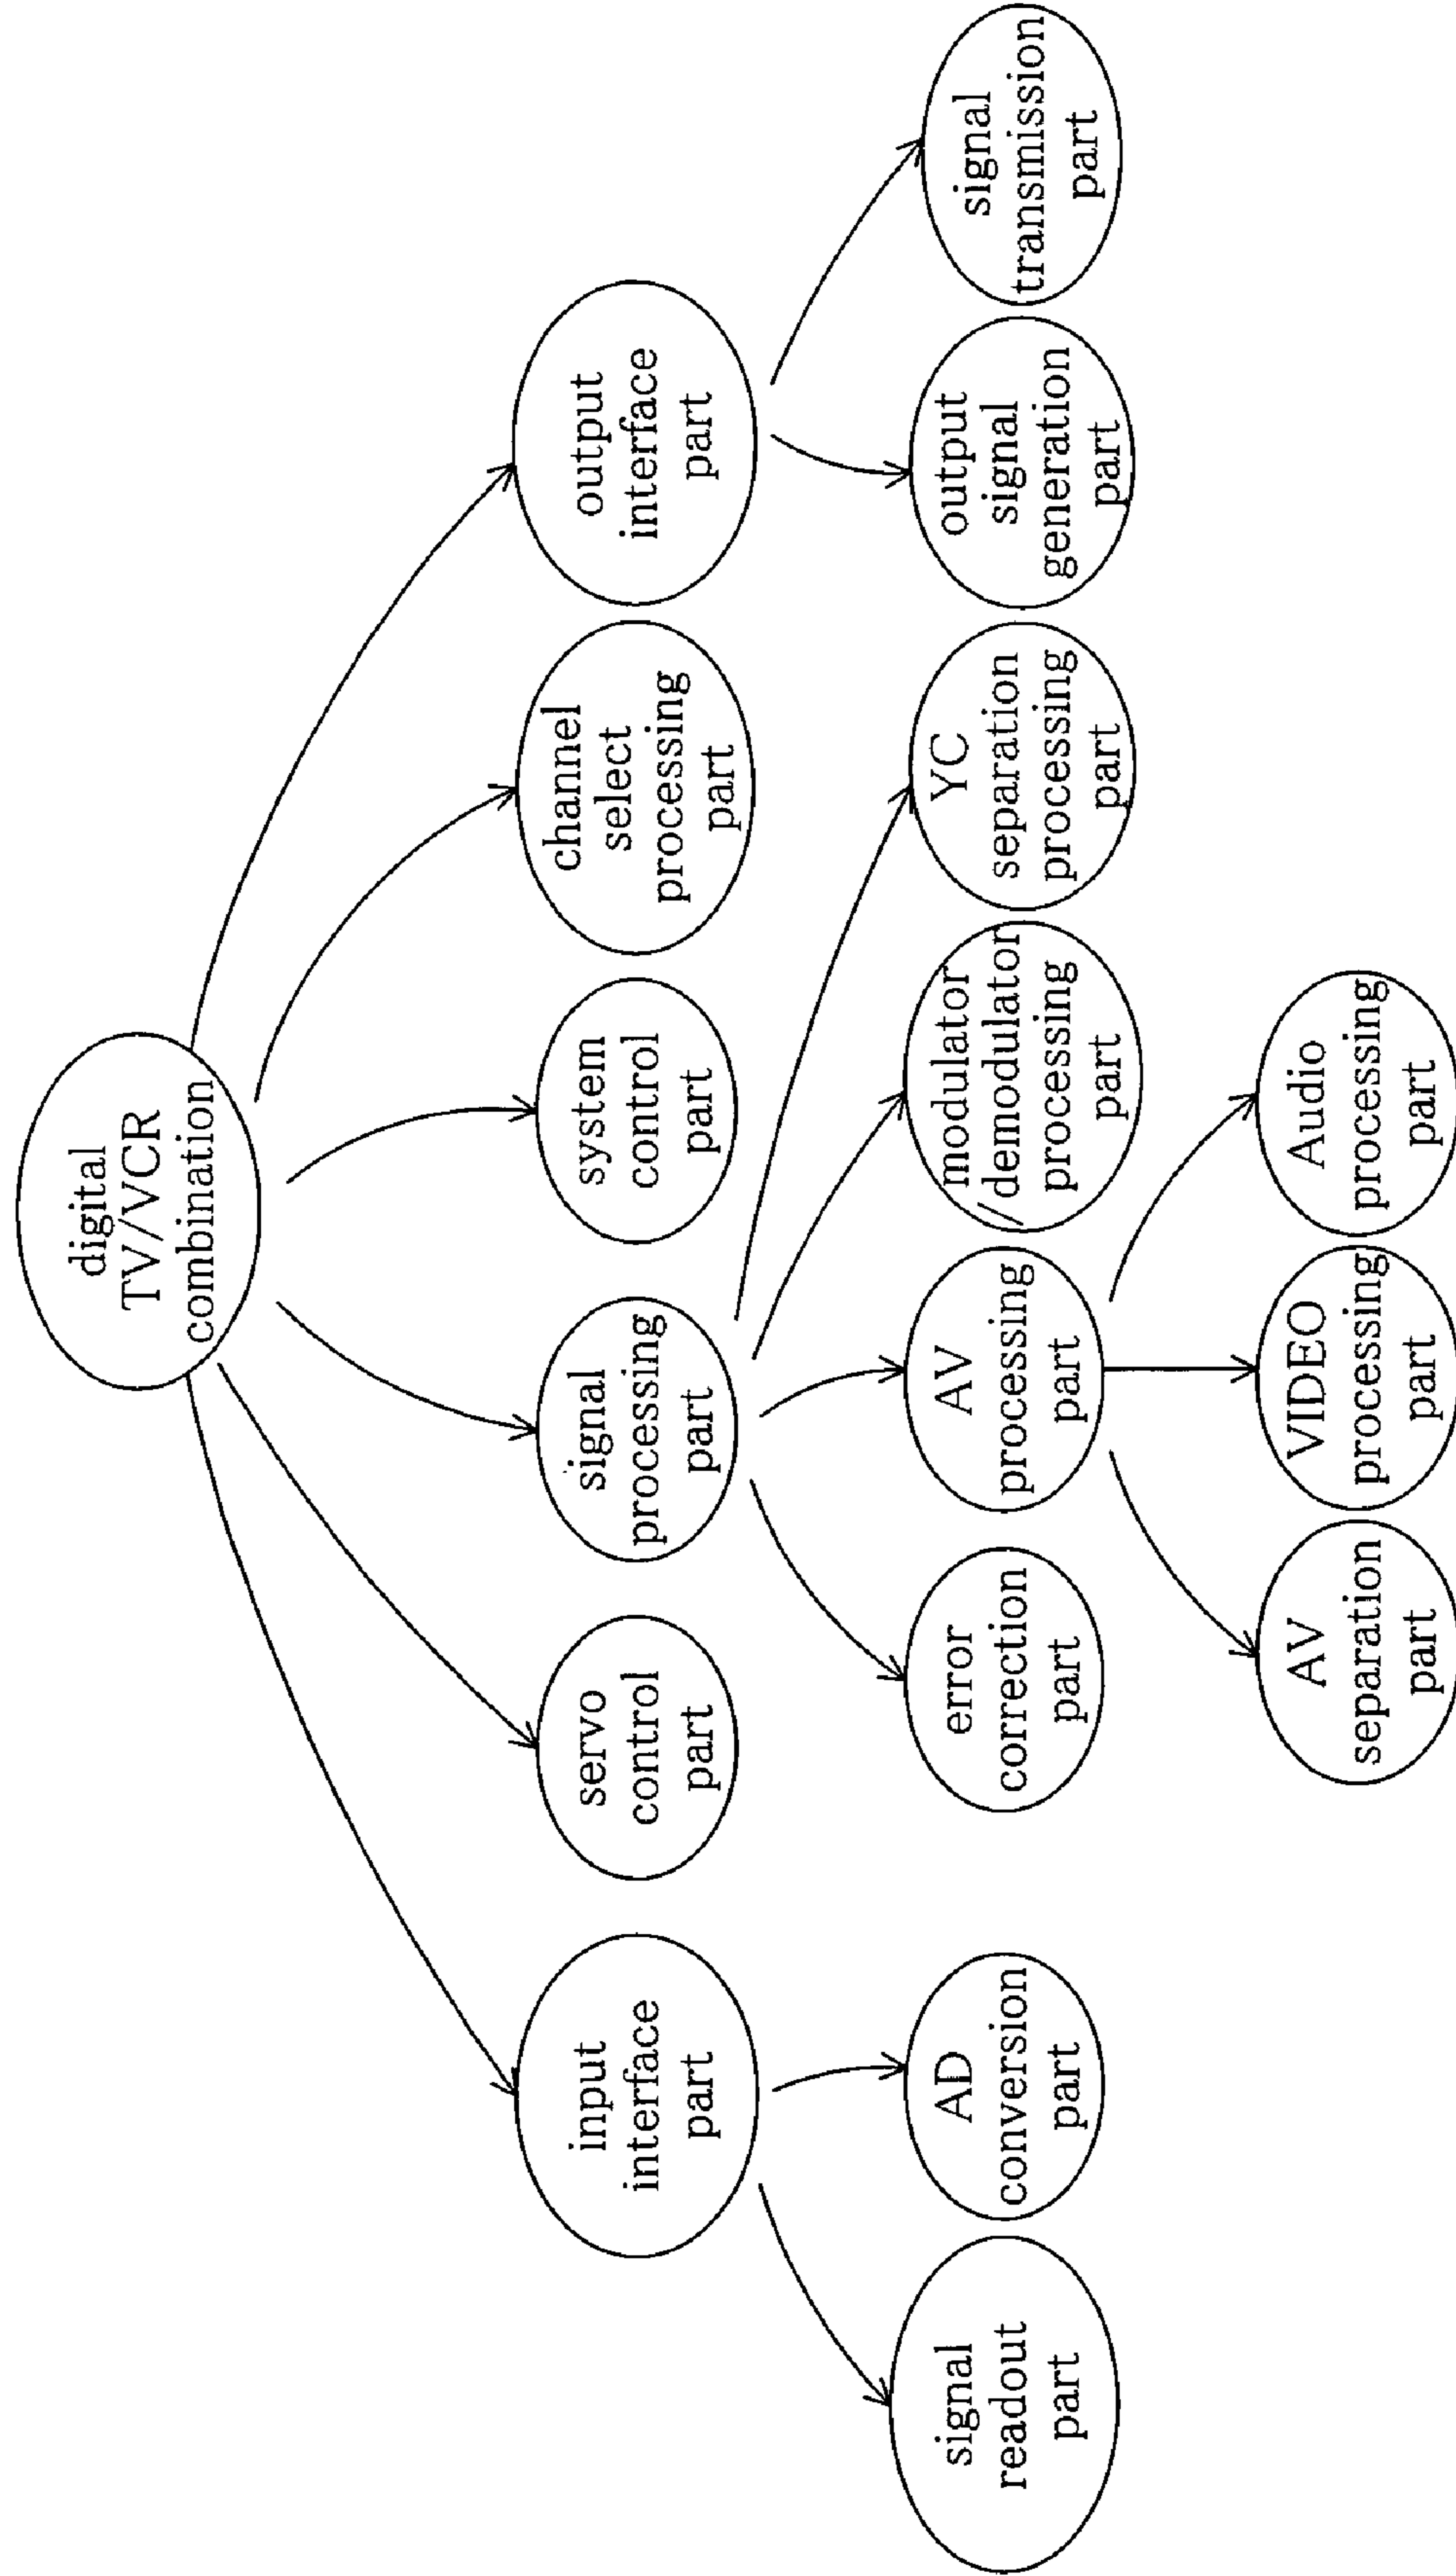 digital
TV/VCR
combination
input
interface
part
servo
control
part
signal
processing
part
system
control
part
channel
select
processing
part
output
interface
part
signal
readout
part
AD
conversion
part
error
correction
part
AV
processing
part
modulator
/demodulator
processing
part
YC
separation
processing
part
output
signal
generation
part
signal
transmission
part
AV
separation
part
VIDEO
processing
part
Audio
processing
part